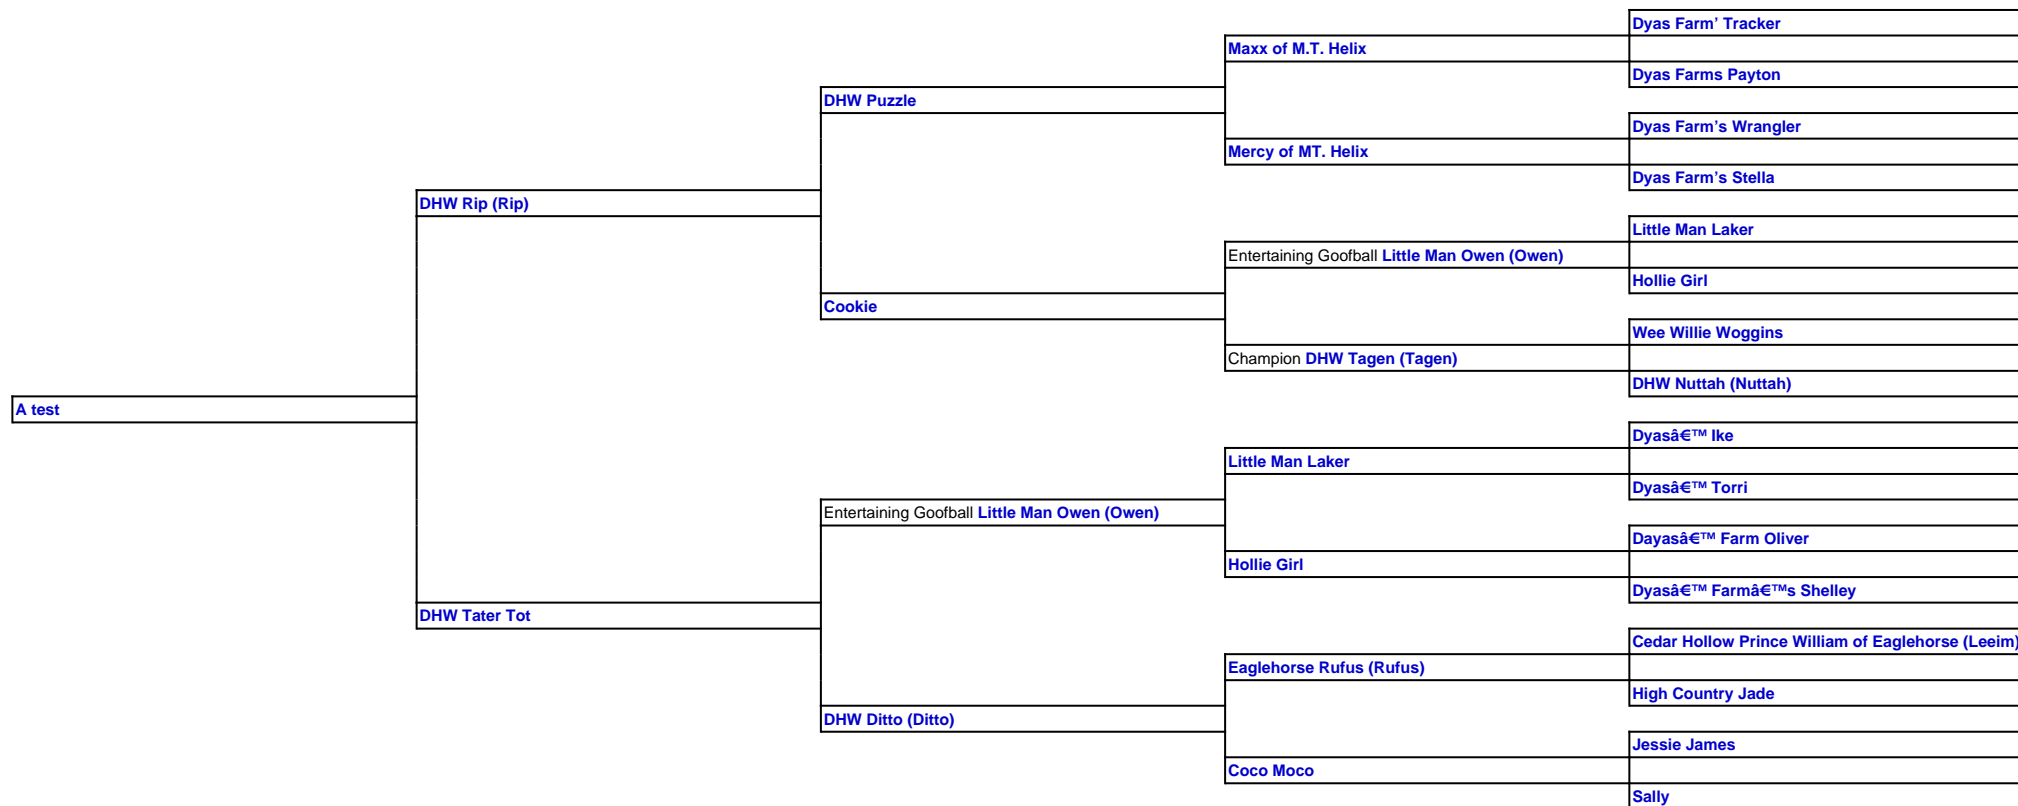 Dyas Farm’ Tracker
Maxx of M.T. Helix
Dyas Farms Payton
DHW Puzzle
Dyas Farm’s Wrangler
Mercy of MT. Helix
Dyas Farm’s Stella
DHW Rip (Rip)
Little Man Laker
Entertaining Goofball Little Man Owen (Owen)
Hollie Girl
Cookie
Wee Willie Woggins
Champion DHW Tagen (Tagen)
DHW Nuttah (Nuttah)
A test
Dyasâ€™ Ike
Little Man Laker
Dyasâ€™ Torri
Entertaining Goofball Little Man Owen (Owen)
Dayasâ€™ Farm Oliver
Hollie Girl
Dyasâ€™ Farmâ€™s Shelley
DHW Tater Tot
Cedar Hollow Prince William of Eaglehorse (Leeim)
Eaglehorse Rufus (Rufus)
High Country Jade
DHW Ditto (Ditto)
Jessie James
Coco Moco
Sally